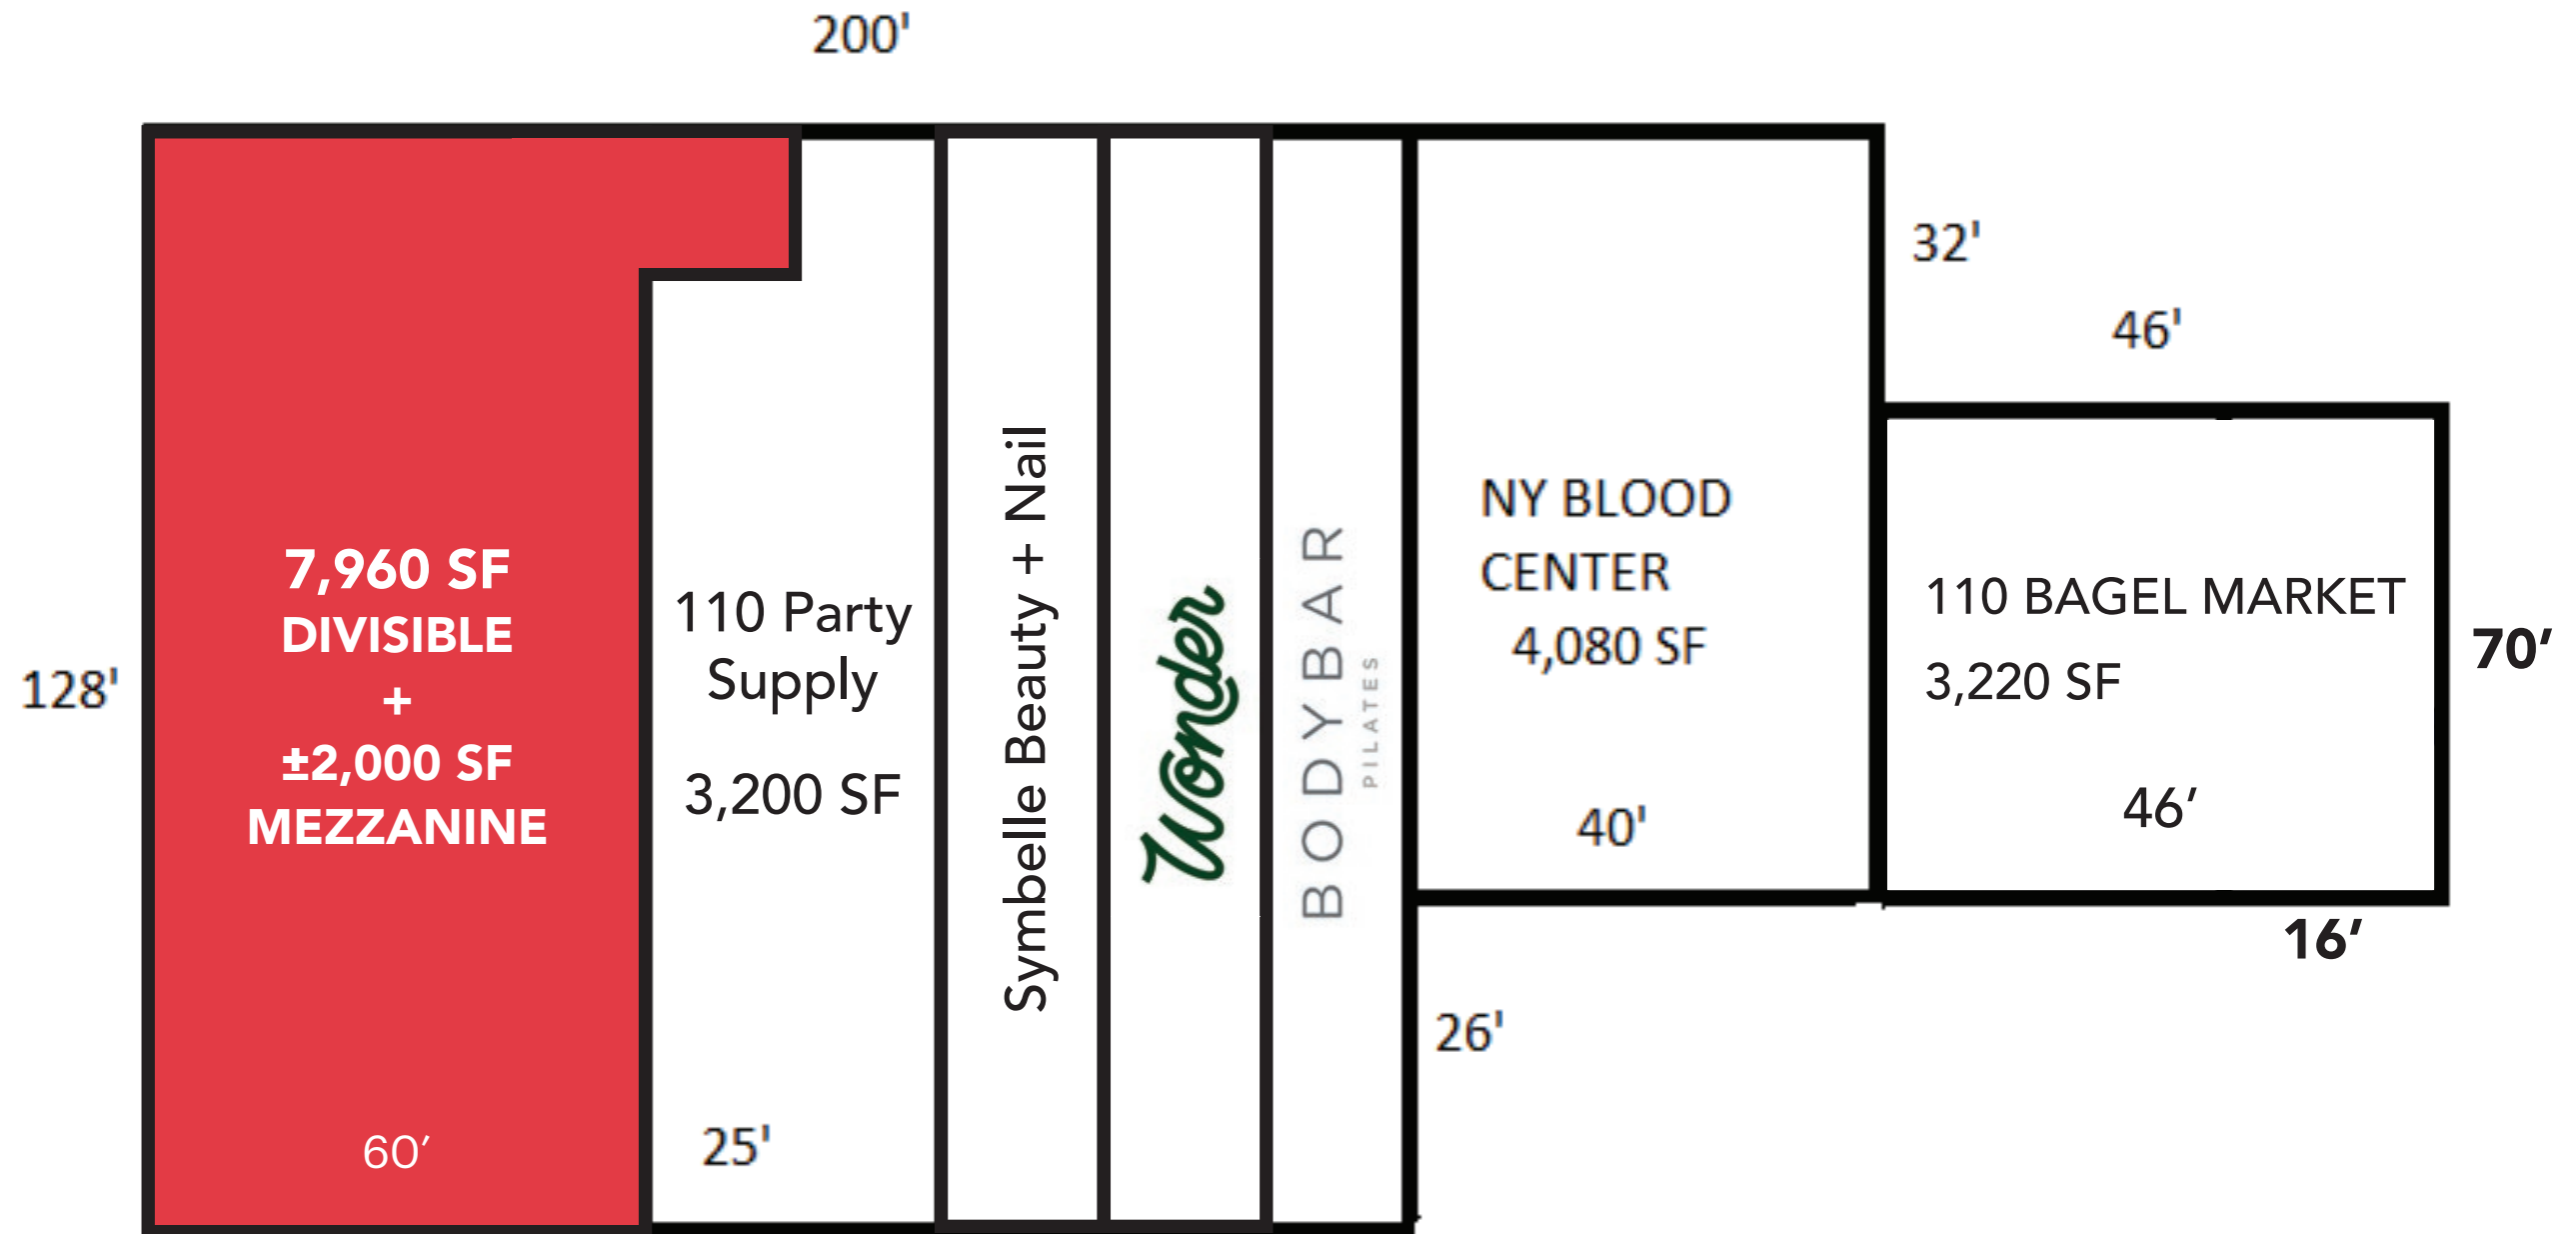 200'
32'
46'
128'
7,960 SF
DIVISIBLE
+
±2,000 SF
MEZZANINE
60′
110 Party
Supply
3,200 SF
25'
Symbelle Beauty + Nail
Wonder
BODYBAR
PILATES
NY BLOOD
CENTER
4,080 SF
40'
26'
110 BAGEL MARKET
3,220 SF
46′
70′
16′